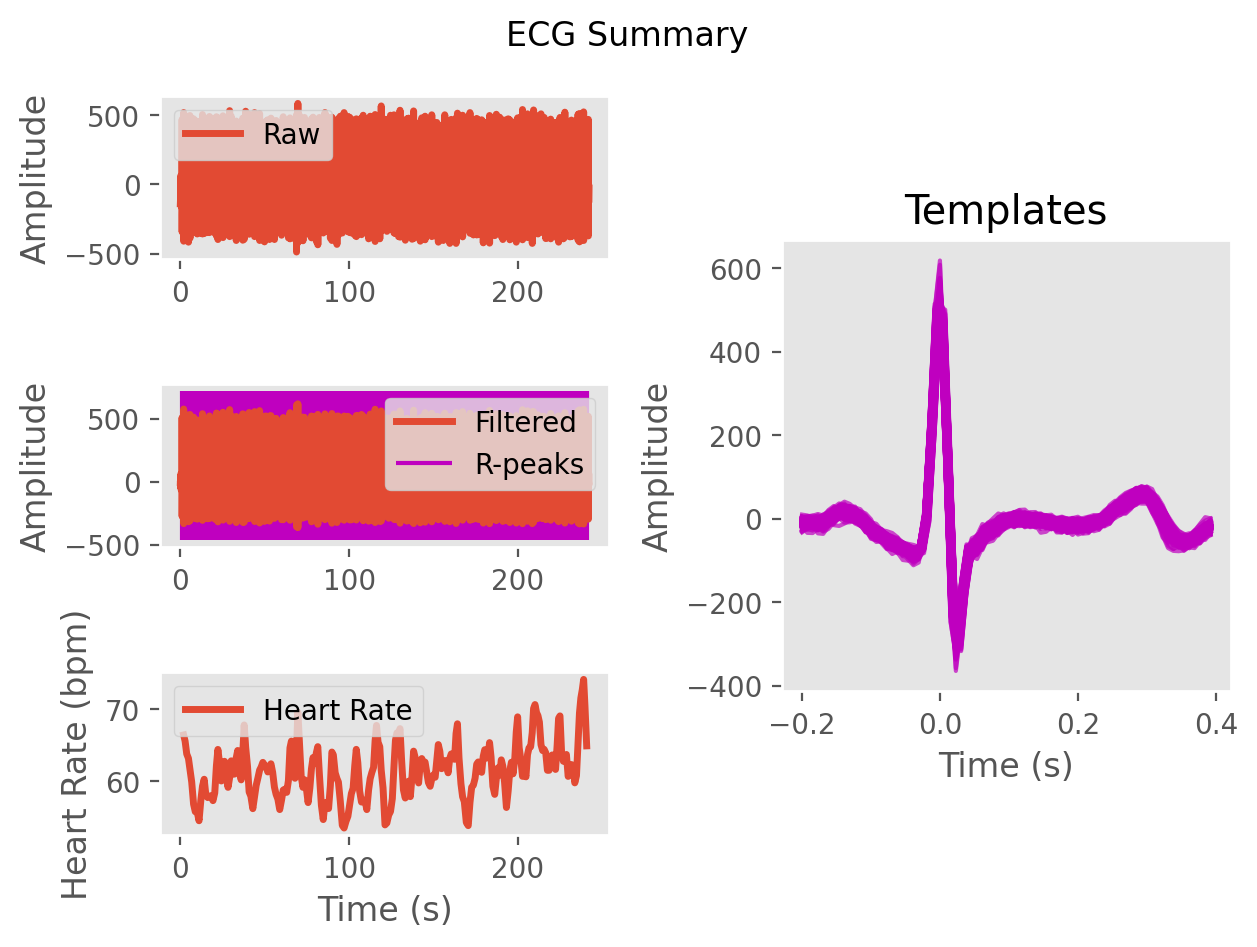 ECG Summary
Amplitude
500
0
−500
Raw
0 100 200
Amplitude
500
0
−500
Filtered
R-peaks
0 100 200
Heart Rate (bpm)
70
60
Heart Rate
0 100 200
Time (s)
Templates
Amplitude
600
400
200
0
−200
−400
−0.2 0.0 0.2 0.4
Time (s)